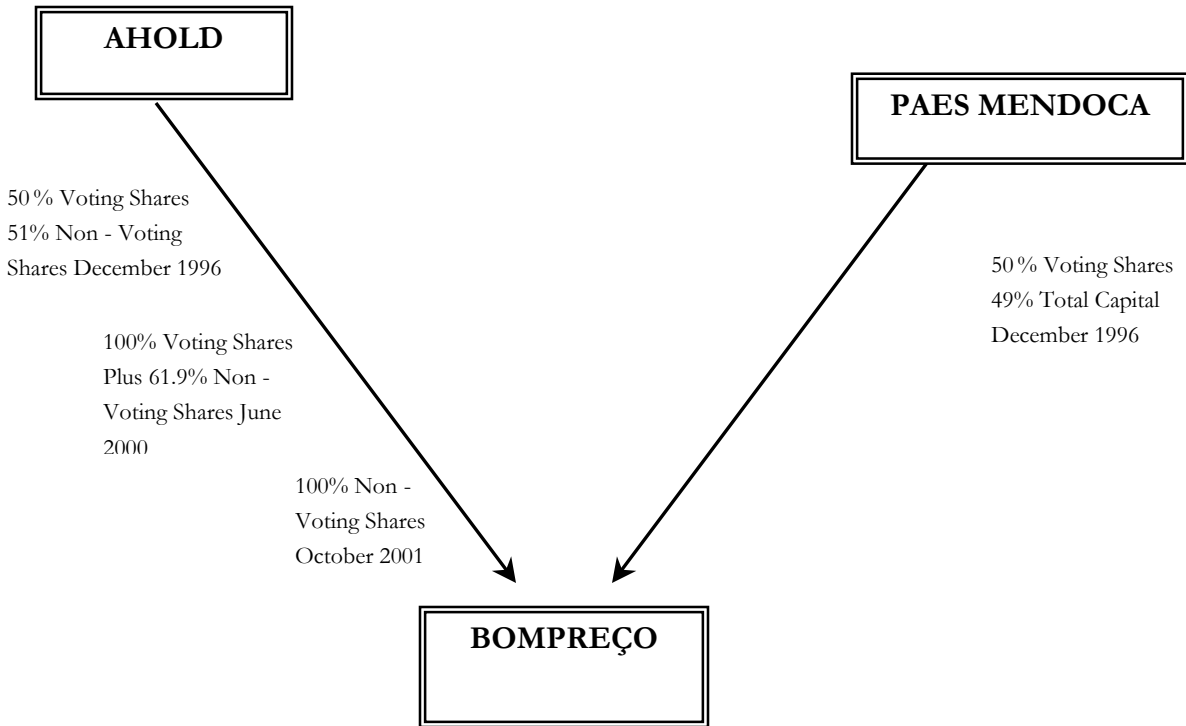 AHOLD
PAES MENDOCA
50 % Voting Shares
51% Non - Voting
Shares December 1996
50 % Voting Shares
49% Total Capital
December 1996
100% Voting Shares
Plus 61.9% Non -
Voting Shares June
2000
100% Non -
Voting Shares
October 2001
BOMPREÇO